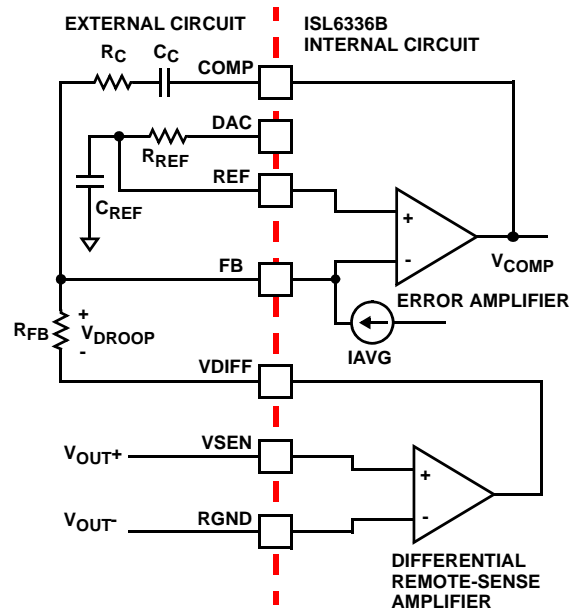 EXTERNAL CIRCUIT
ISL6336B
INTERNAL CIRCUIT
RC
CC
COMP
DAC
RREF
REF
CREF
+
-
VCOMP
FB
ERROR AMPLIFIER
RFB
+
VDROOP
-
IAVG
VDIFF
VOUT+
VSEN
+
-
VOUT-
RGND
DIFFERENTIAL
REMOTE-SENSE
AMPLIFIER